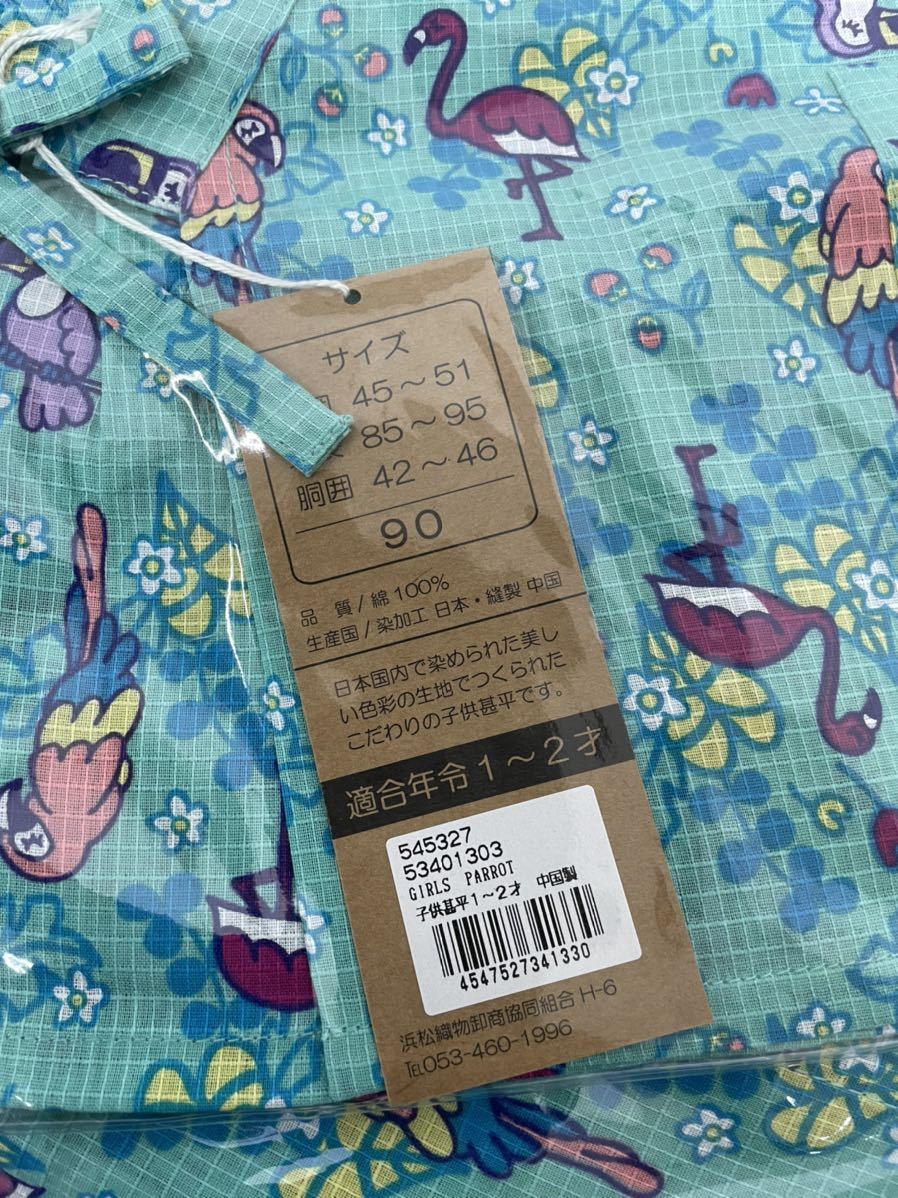 サイズ
45～51
85～95
胴囲 42～46
90
品 質/綿100%
生産国/染加工 日本・縫製 中国
日本国内で染められた美し
い色彩の生地でつくられた
こだわりの子供甚平です。
適合年令1～2才
545327
53401303
GIRLS PARROT
子供甚平1～2才 中国製
4547527341330
浜松織物卸商協同組合 H-6
TEL053-460-1996